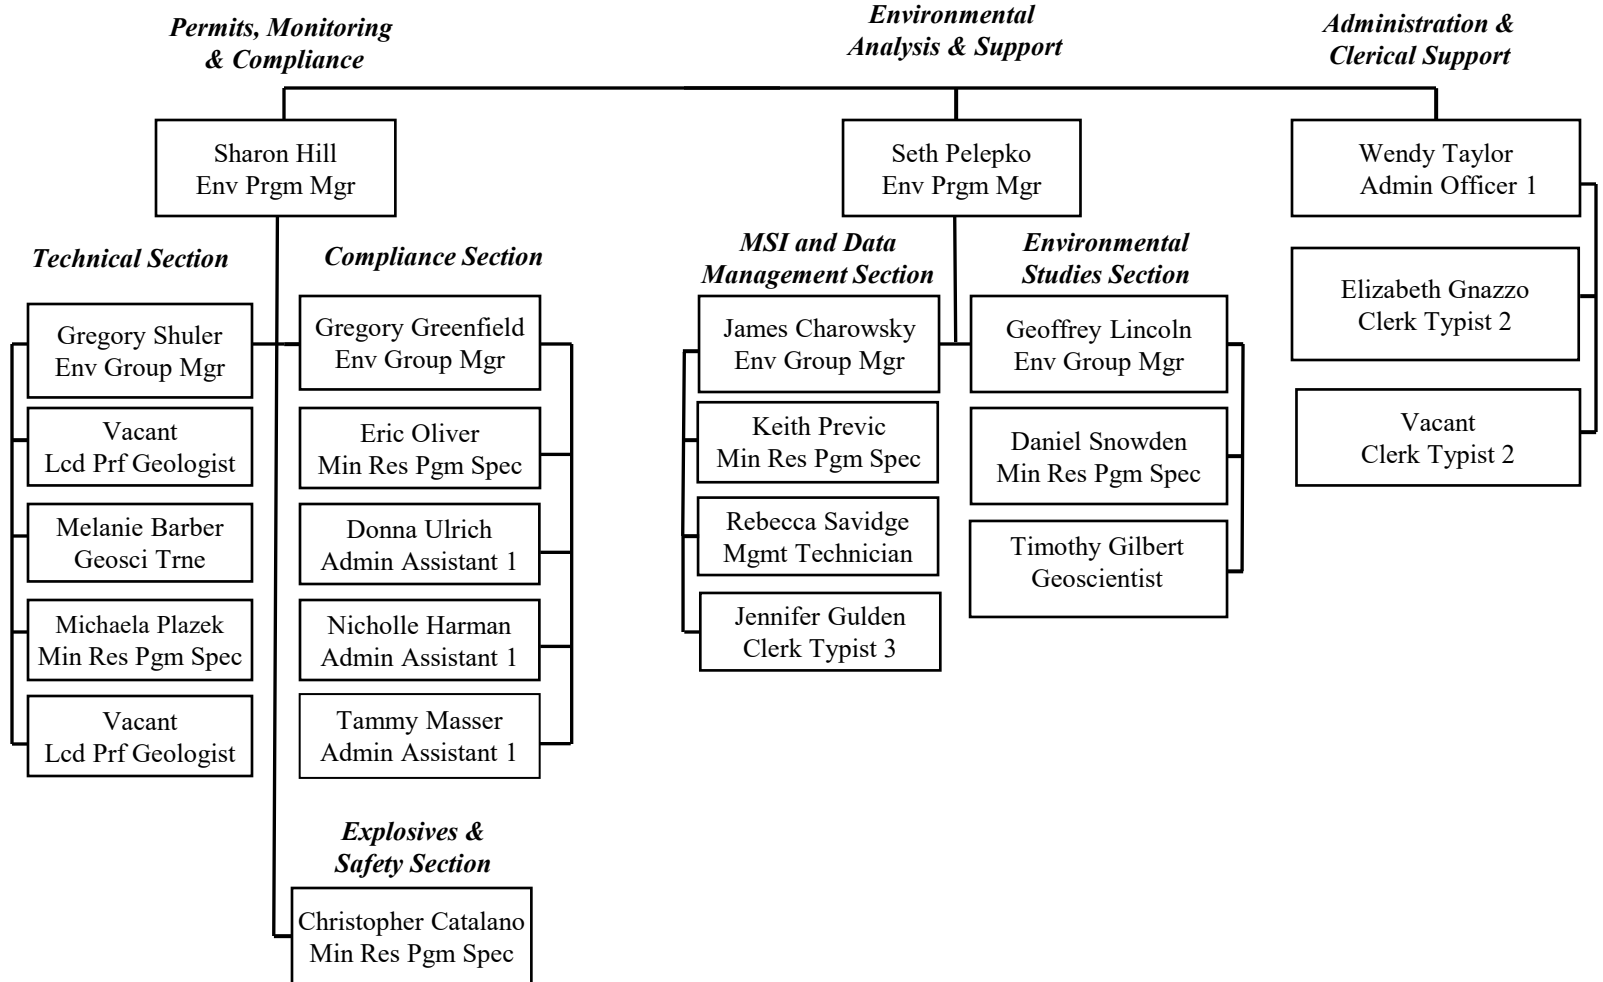 Permits, Monitoring
& Compliance
Environmental
Analysis & Support
Administration &
Clerical Support
Sharon Hill
Env Prgm Mgr
Seth Pelepko
Env Prgm Mgr
Wendy Taylor
Admin Officer 1
Technical Section
Compliance Section
MSI and Data
Management Section
Environmental
Studies Section
Gregory Shuler
Env Group Mgr
Vacant
Lcd Prf Geologist
Melanie Barber
Geosci Trne
Michaela Plazek
Min Res Pgm Spec
Vacant
Lcd Prf Geologist
Gregory Greenfield
Env Group Mgr
Eric Oliver
Min Res Pgm Spec
Donna Ulrich
Admin Assistant 1
Nicholle Harman
Admin Assistant 1
Tammy Masser
Admin Assistant 1
Explosives &
Safety Section
Christopher Catalano
Min Res Pgm Spec
James Charowsky
Env Group Mgr
Keith Previc
Min Res Pgm Spec
Rebecca Savidge
Mgmt Technician
Jennifer Gulden
Clerk Typist 3
Geoffrey Lincoln
Env Group Mgr
Daniel Snowden
Min Res Pgm Spec
Timothy Gilbert
Geoscientist
Elizabeth Gnazzo
Clerk Typist 2
Vacant
Clerk Typist 2